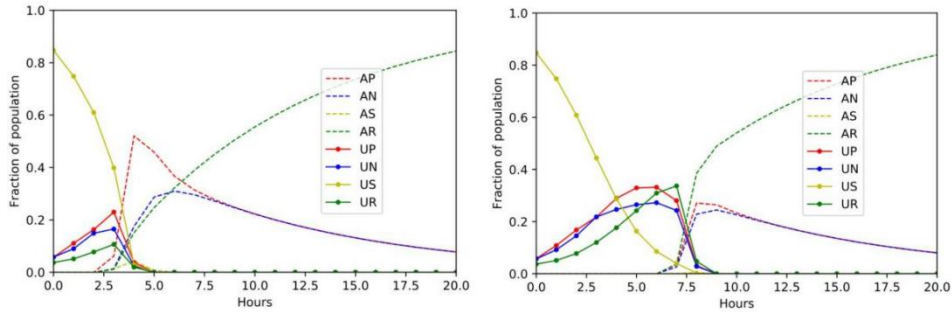 1.0
0.8
0.6
0.4
0.2
0.0
Fraction of population
0.0 2.5 5.0 7.5 10.0 12.5 15.0 17.5 20.0
Hours
AP
AN
AS
AR
UP
UN
US
UR
1.0
0.8
0.6
0.4
0.2
0.0
Fraction of population
0.0 2.5 5.0 7.5 10.0 12.5 15.0 17.5 20.0
Hours
AP
AN
AS
AR
UP
UN
US
UR